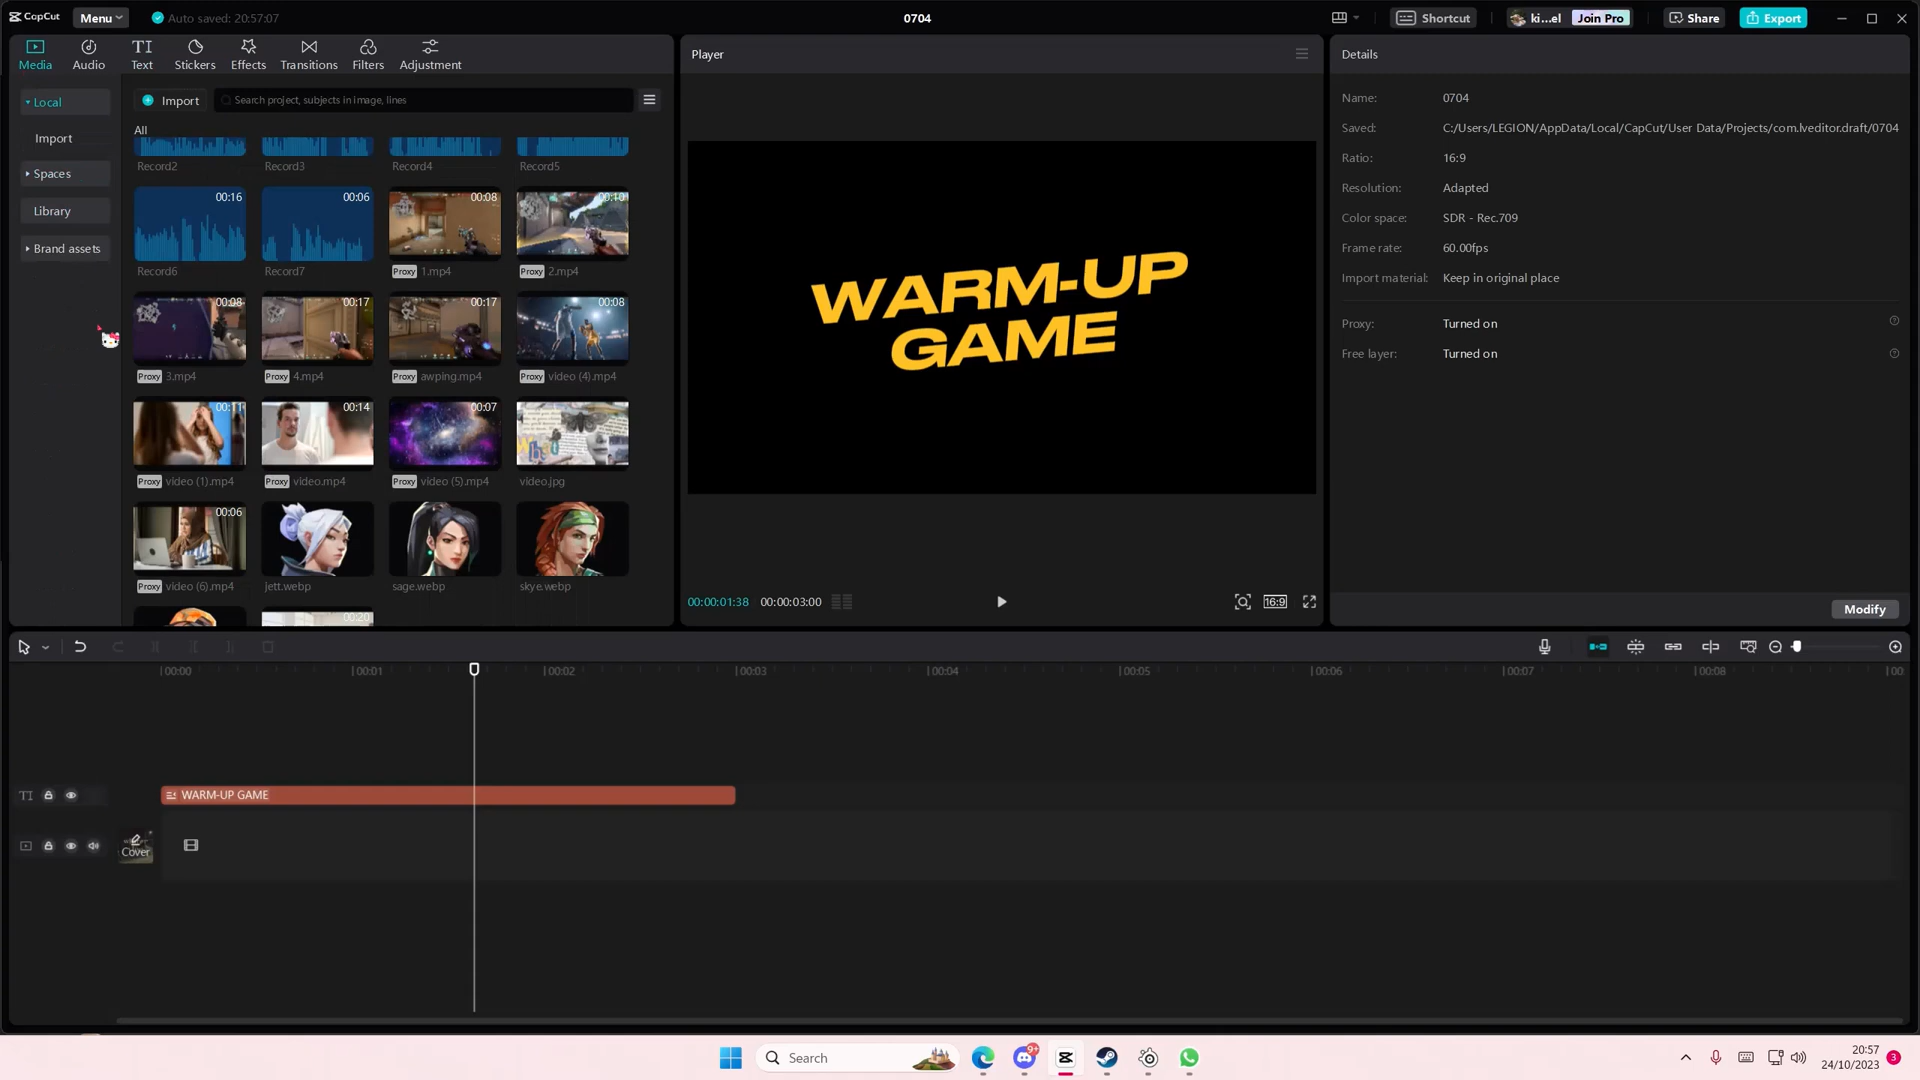 CapCut Menu Auto saved: 20:57:07 0704 Shortcut ki...el Join Pro Share Export
Media Audio Text Stickers Effects Transitions Filters Adjustment
Player
Details
Local
Import
Spaces
Library
Brand assets
Import Search project, subjects in image, lines
All
Record2 Record3 Record4 Record5
00:16 00:06 00:08 00:10
Record6 Record7 Proxy 1.mp4 Proxy 2.mp4
00:08 00:17 00:17 00:08
Proxy 3.mp4 Proxy 4.mp4 Proxy awping.mp4 Proxy video (4).mp4
00:11 00:14 00:07
Proxy video (1).mp4 Proxy video.mp4 Proxy video (5).mp4 video.jpg
00:06
Proxy video (6).mp4 jett.webp sage.webp skye.webp
00:20
WARM-UP
GAME
00:00:01:38 00:00:03:00 16:9
Name: 0704
Saved: C:/Users/LEGION/AppData/Local/CapCut/User Data/Projects/com.lveditor.draft/0704
Ratio: 16:9
Resolution: Adapted
Color space: SDR - Rec.709
Frame rate: 60.00fps
Import material: Keep in original place
Proxy: Turned on
Free layer: Turned on
Modify
00:00 00:01 00:02 00:03 00:04 00:05 00:06 00:07 00:08 00
TI WARM-UP GAME
Cover
Search 9+ 20:57
24/10/2023 3